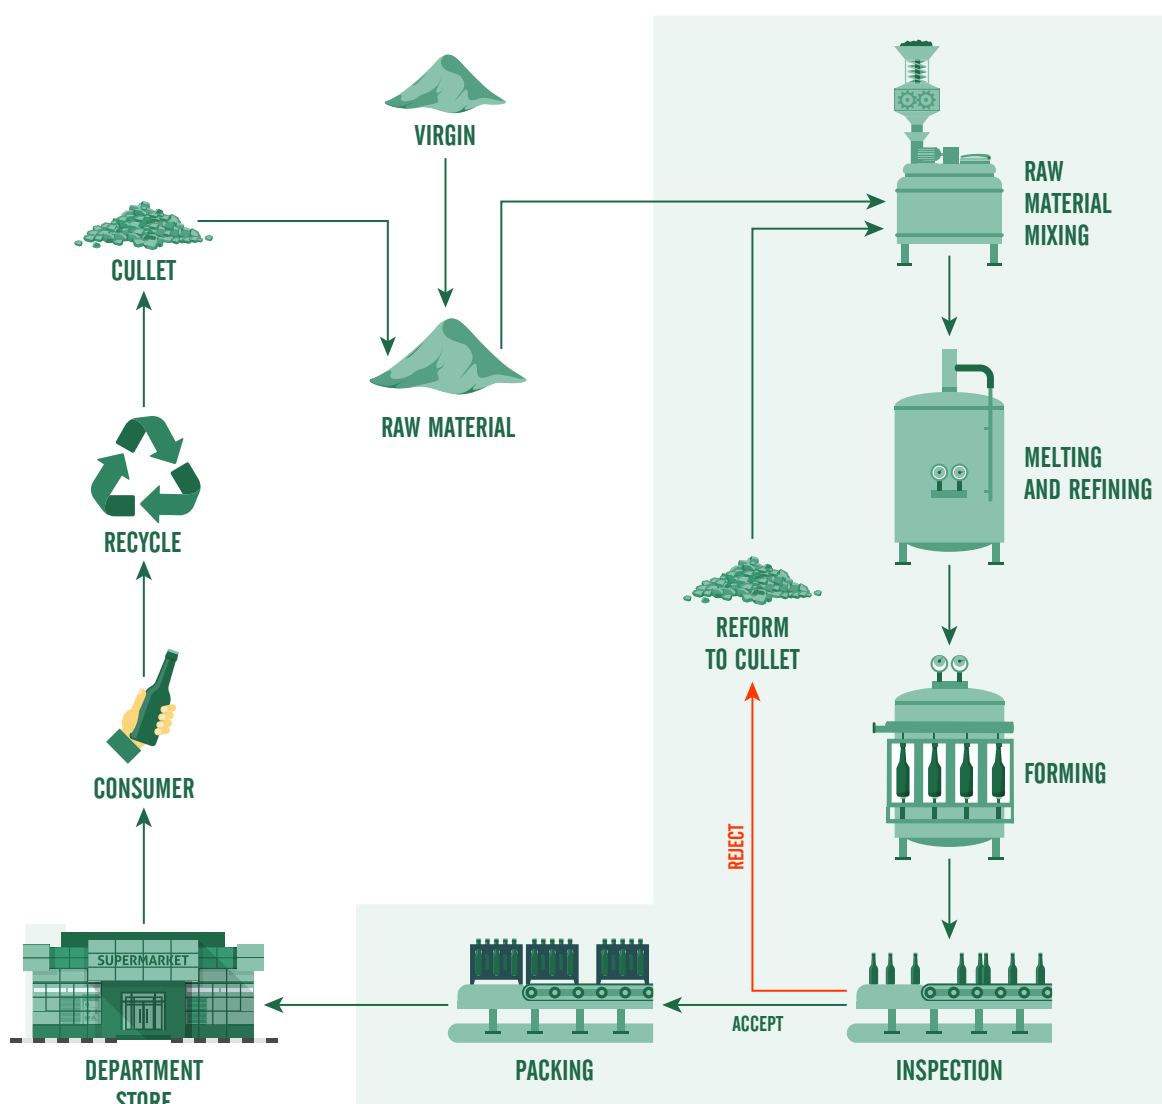 VIRGIN
RAW
MATERIAL
MIXING
CULLET
RAW MATERIAL
MELTING
AND REFINING
RECYCLE
REFORM
TO CULLET
CONSUMER
FORMING
REJECT
SUPERMARKET
ACCEPT
DEPARTMENT
STORE
PACKING
INSPECTION